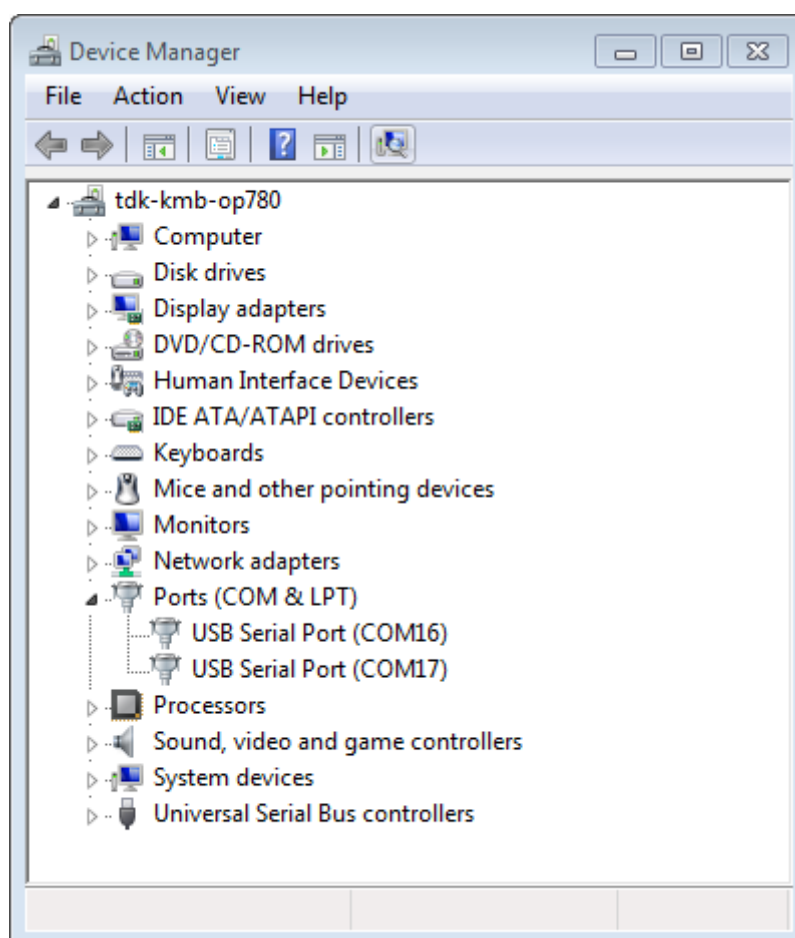 Device Manager
File Action View Help
tdk-kmb-op780
Computer
Disk drives
Display adapters
DVD/CD-ROM drives
Human Interface Devices
IDE ATA/ATAPI controllers
Keyboards
Mice and other pointing devices
Monitors
Network adapters
Ports (COM & LPT)
USB Serial Port (COM16)
USB Serial Port (COM17)
Processors
Sound, video and game controllers
System devices
Universal Serial Bus controllers